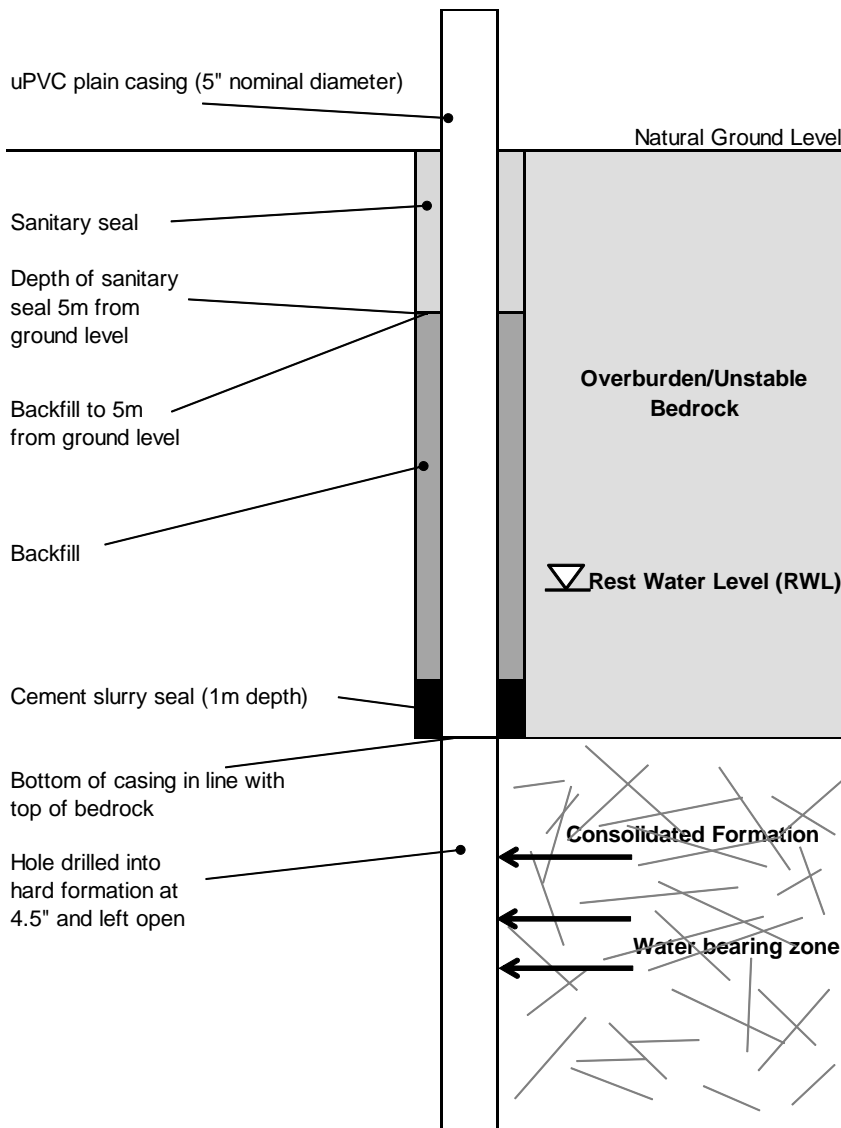 uPVC plain casing (5" nominal diameter)
Natural Ground Level
Sanitary seal
Depth of sanitary
seal 5m from
ground level
Overburden/Unstable
Bedrock
Backfill to 5m
from ground level
Backfill
Rest Water Level (RWL)
Cement slurry seal (1m depth)
Bottom of casing in line with
top of bedrock
Consolidated Formation
Hole drilled into
hard formation at
4.5" and left open
Water bearing zone